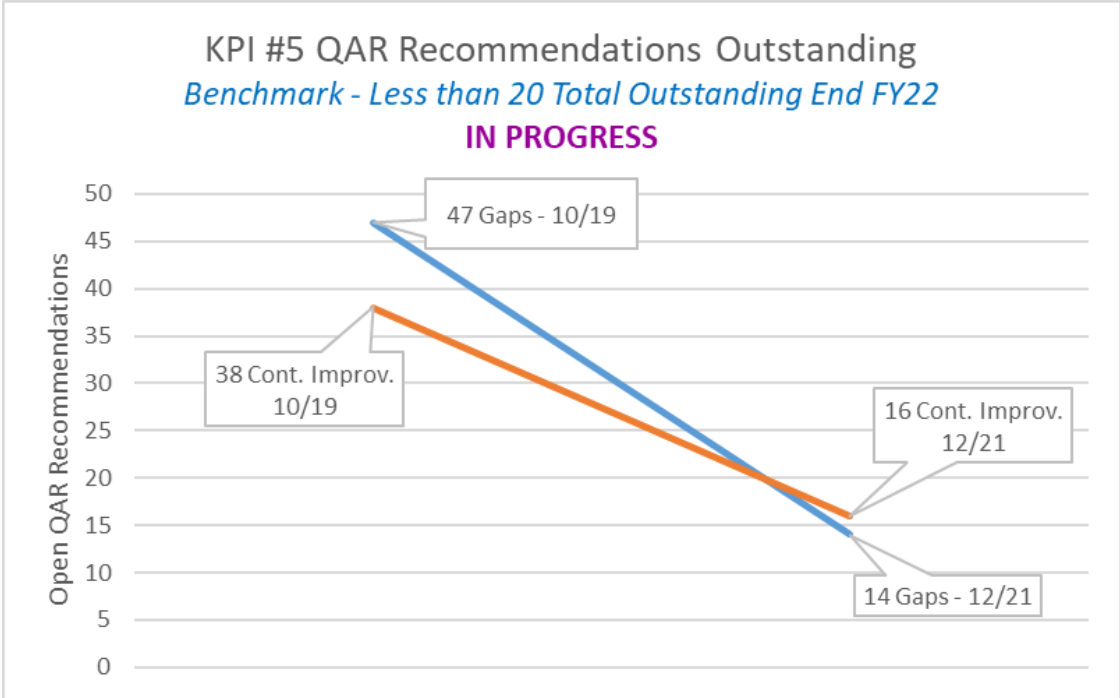 KPI #5 QAR Recommendations Outstanding
Benchmark - Less than 20 Total Outstanding End FY22
IN PROGRESS
Open QAR Recommendations
50
45
40
35
30
25
20
15
10
5
0
47 Gaps - 10/19
38 Cont. Improv.
10/19
16 Cont. Improv.
12/21
14 Gaps - 12/21